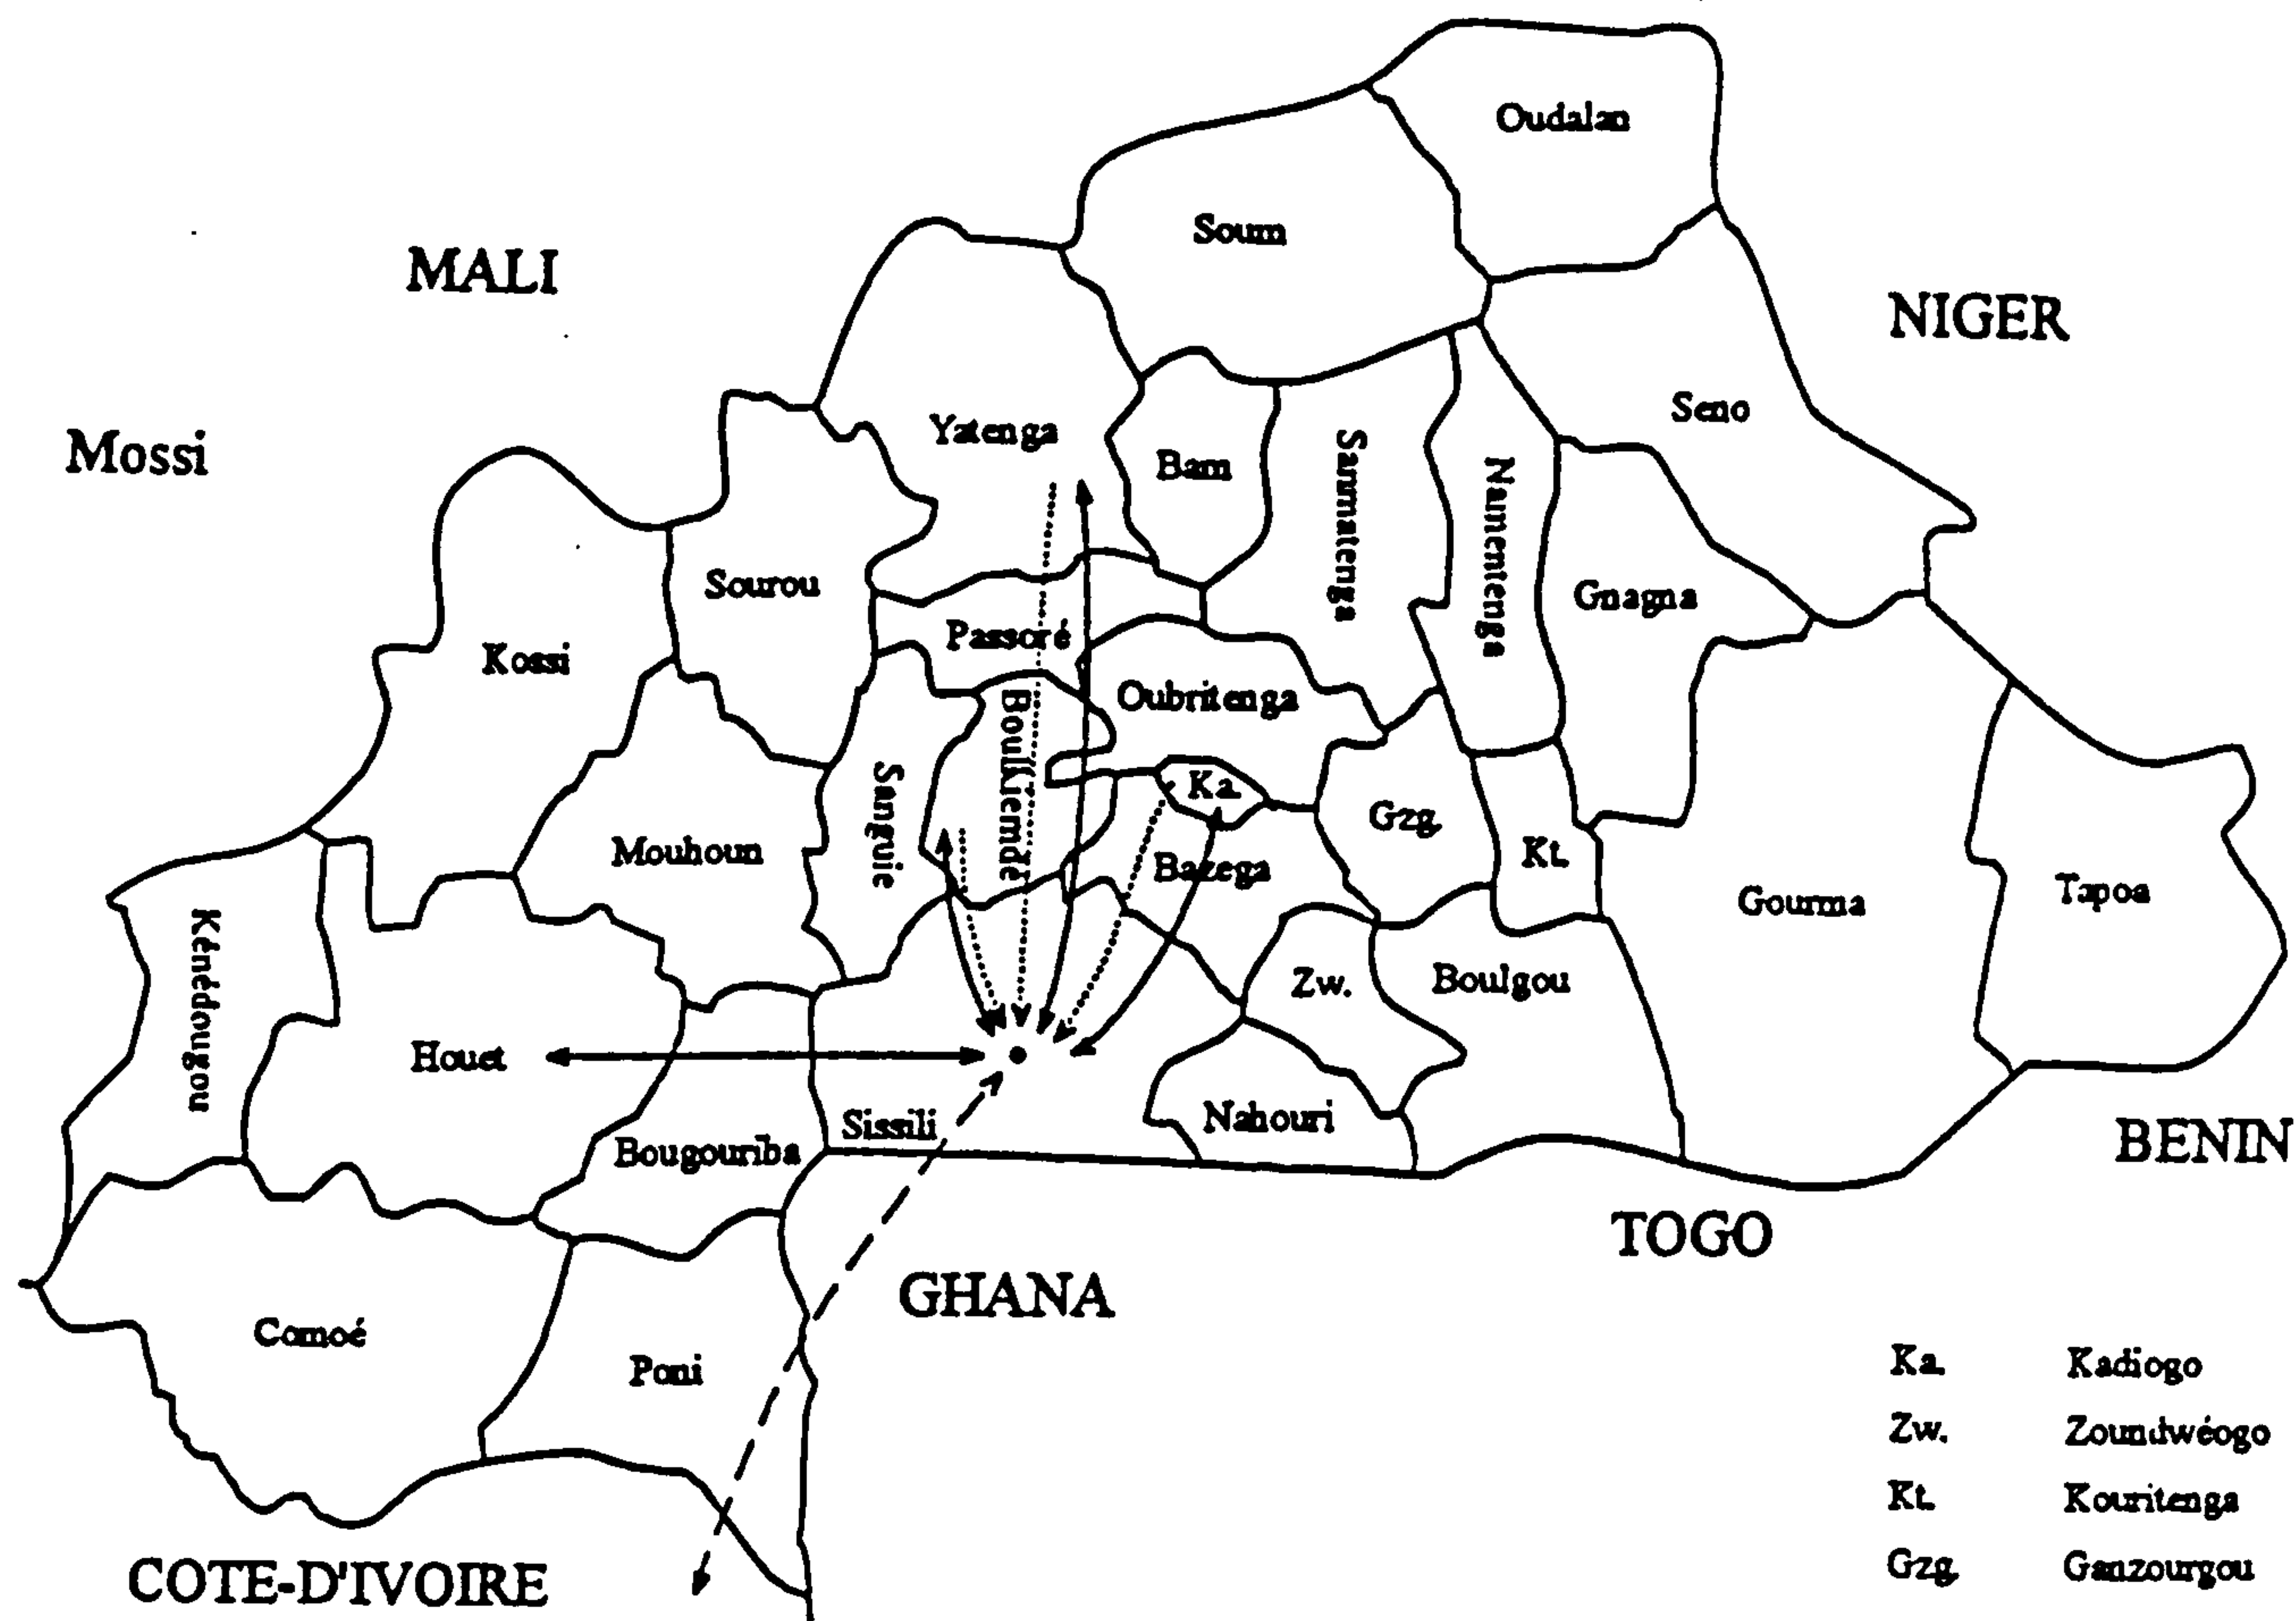 Oudalan
Soum
MALI
NIGER
Seno
Yatenga
Mossi
Bam
Sanmatenga
Namentenga
Sourou
Gnagna
Passoré
Kossi
Oubritenga
Boulkiemdé
Sanguie
Ka.
Gzg.
Mouhoun
Kt.
Bazega
Tapoa
Gourma
Kénédougou
Zw.
Boulgou
Houet
Sissili
Nahouri
BENIN
Bougouriba
TOGO
GHANA
Comoé
Poni
Ka. Kadiogo
Zw. Zoundwéogo
Kt. Kouritenga
Gzg. Ganzourgou
COTE-D'IVOIRE